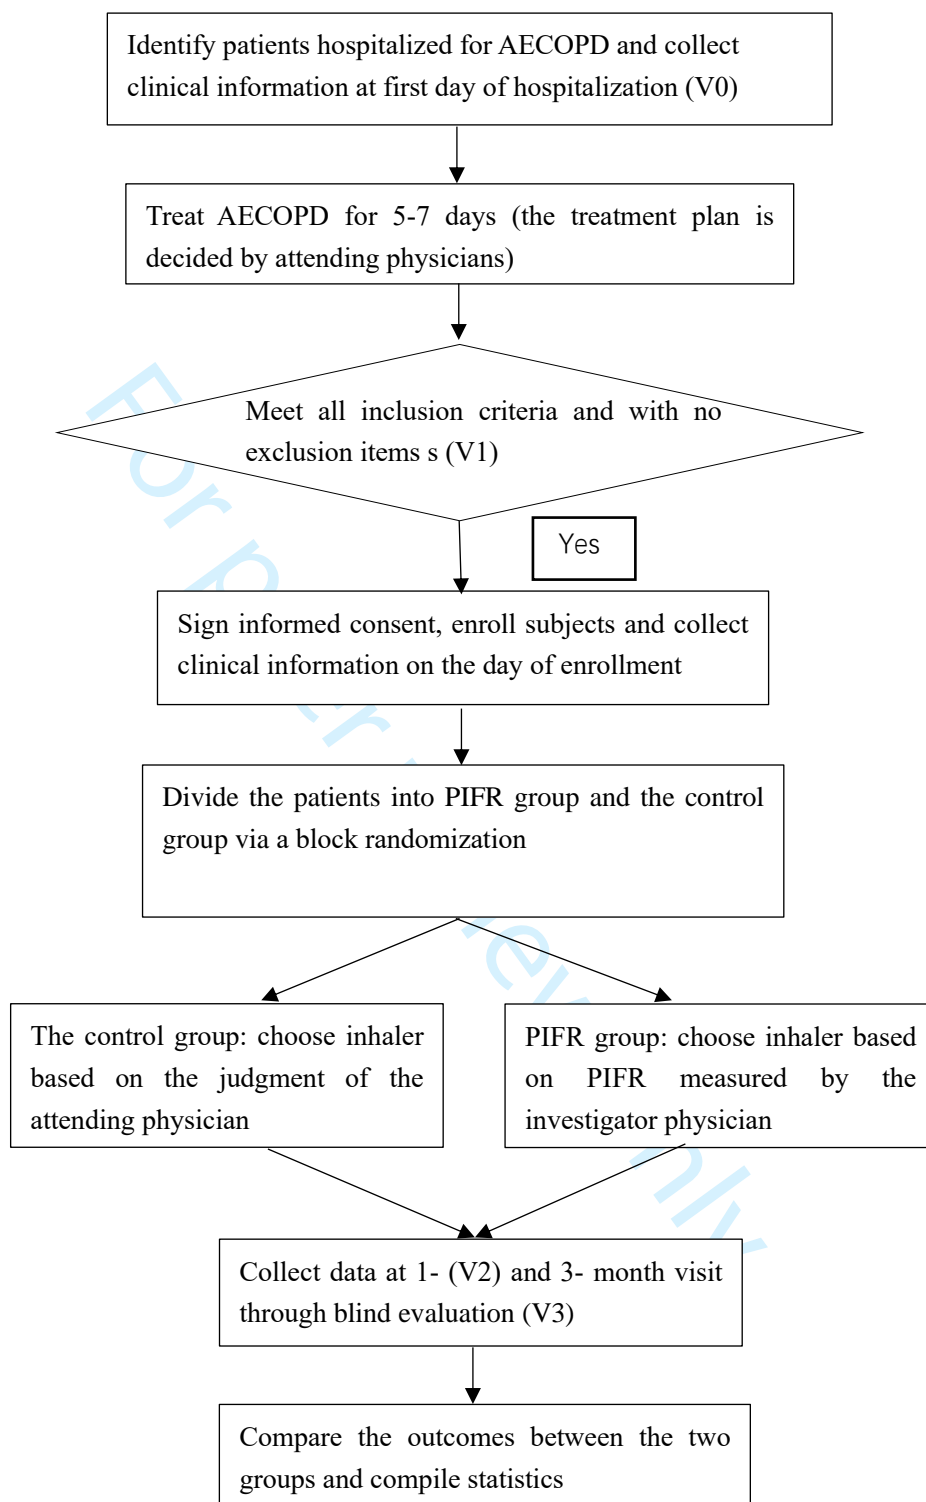 Identify patients hospitalized for AECOPD and collect
clinical information at first day of hospitalization (V0)
Treat AECOPD for 5-7 days (the treatment plan is
decided by attending physicians)
Meet all inclusion criteria and with no
exclusion items s (V1)
Yes
Sign informed consent, enroll subjects and collect
clinical information on the day of enrollment
Divide the patients into PIFR group and the control
group via a block randomization
The control group: choose inhaler
based on the judgment of the
attending physician
PIFR group: choose inhaler based
on PIFR measured by the
investigator physician
Collect data at 1- (V2) and 3- month visit
through blind evaluation (V3)
Compare the outcomes between the two
groups and compile statistics
For peer review only